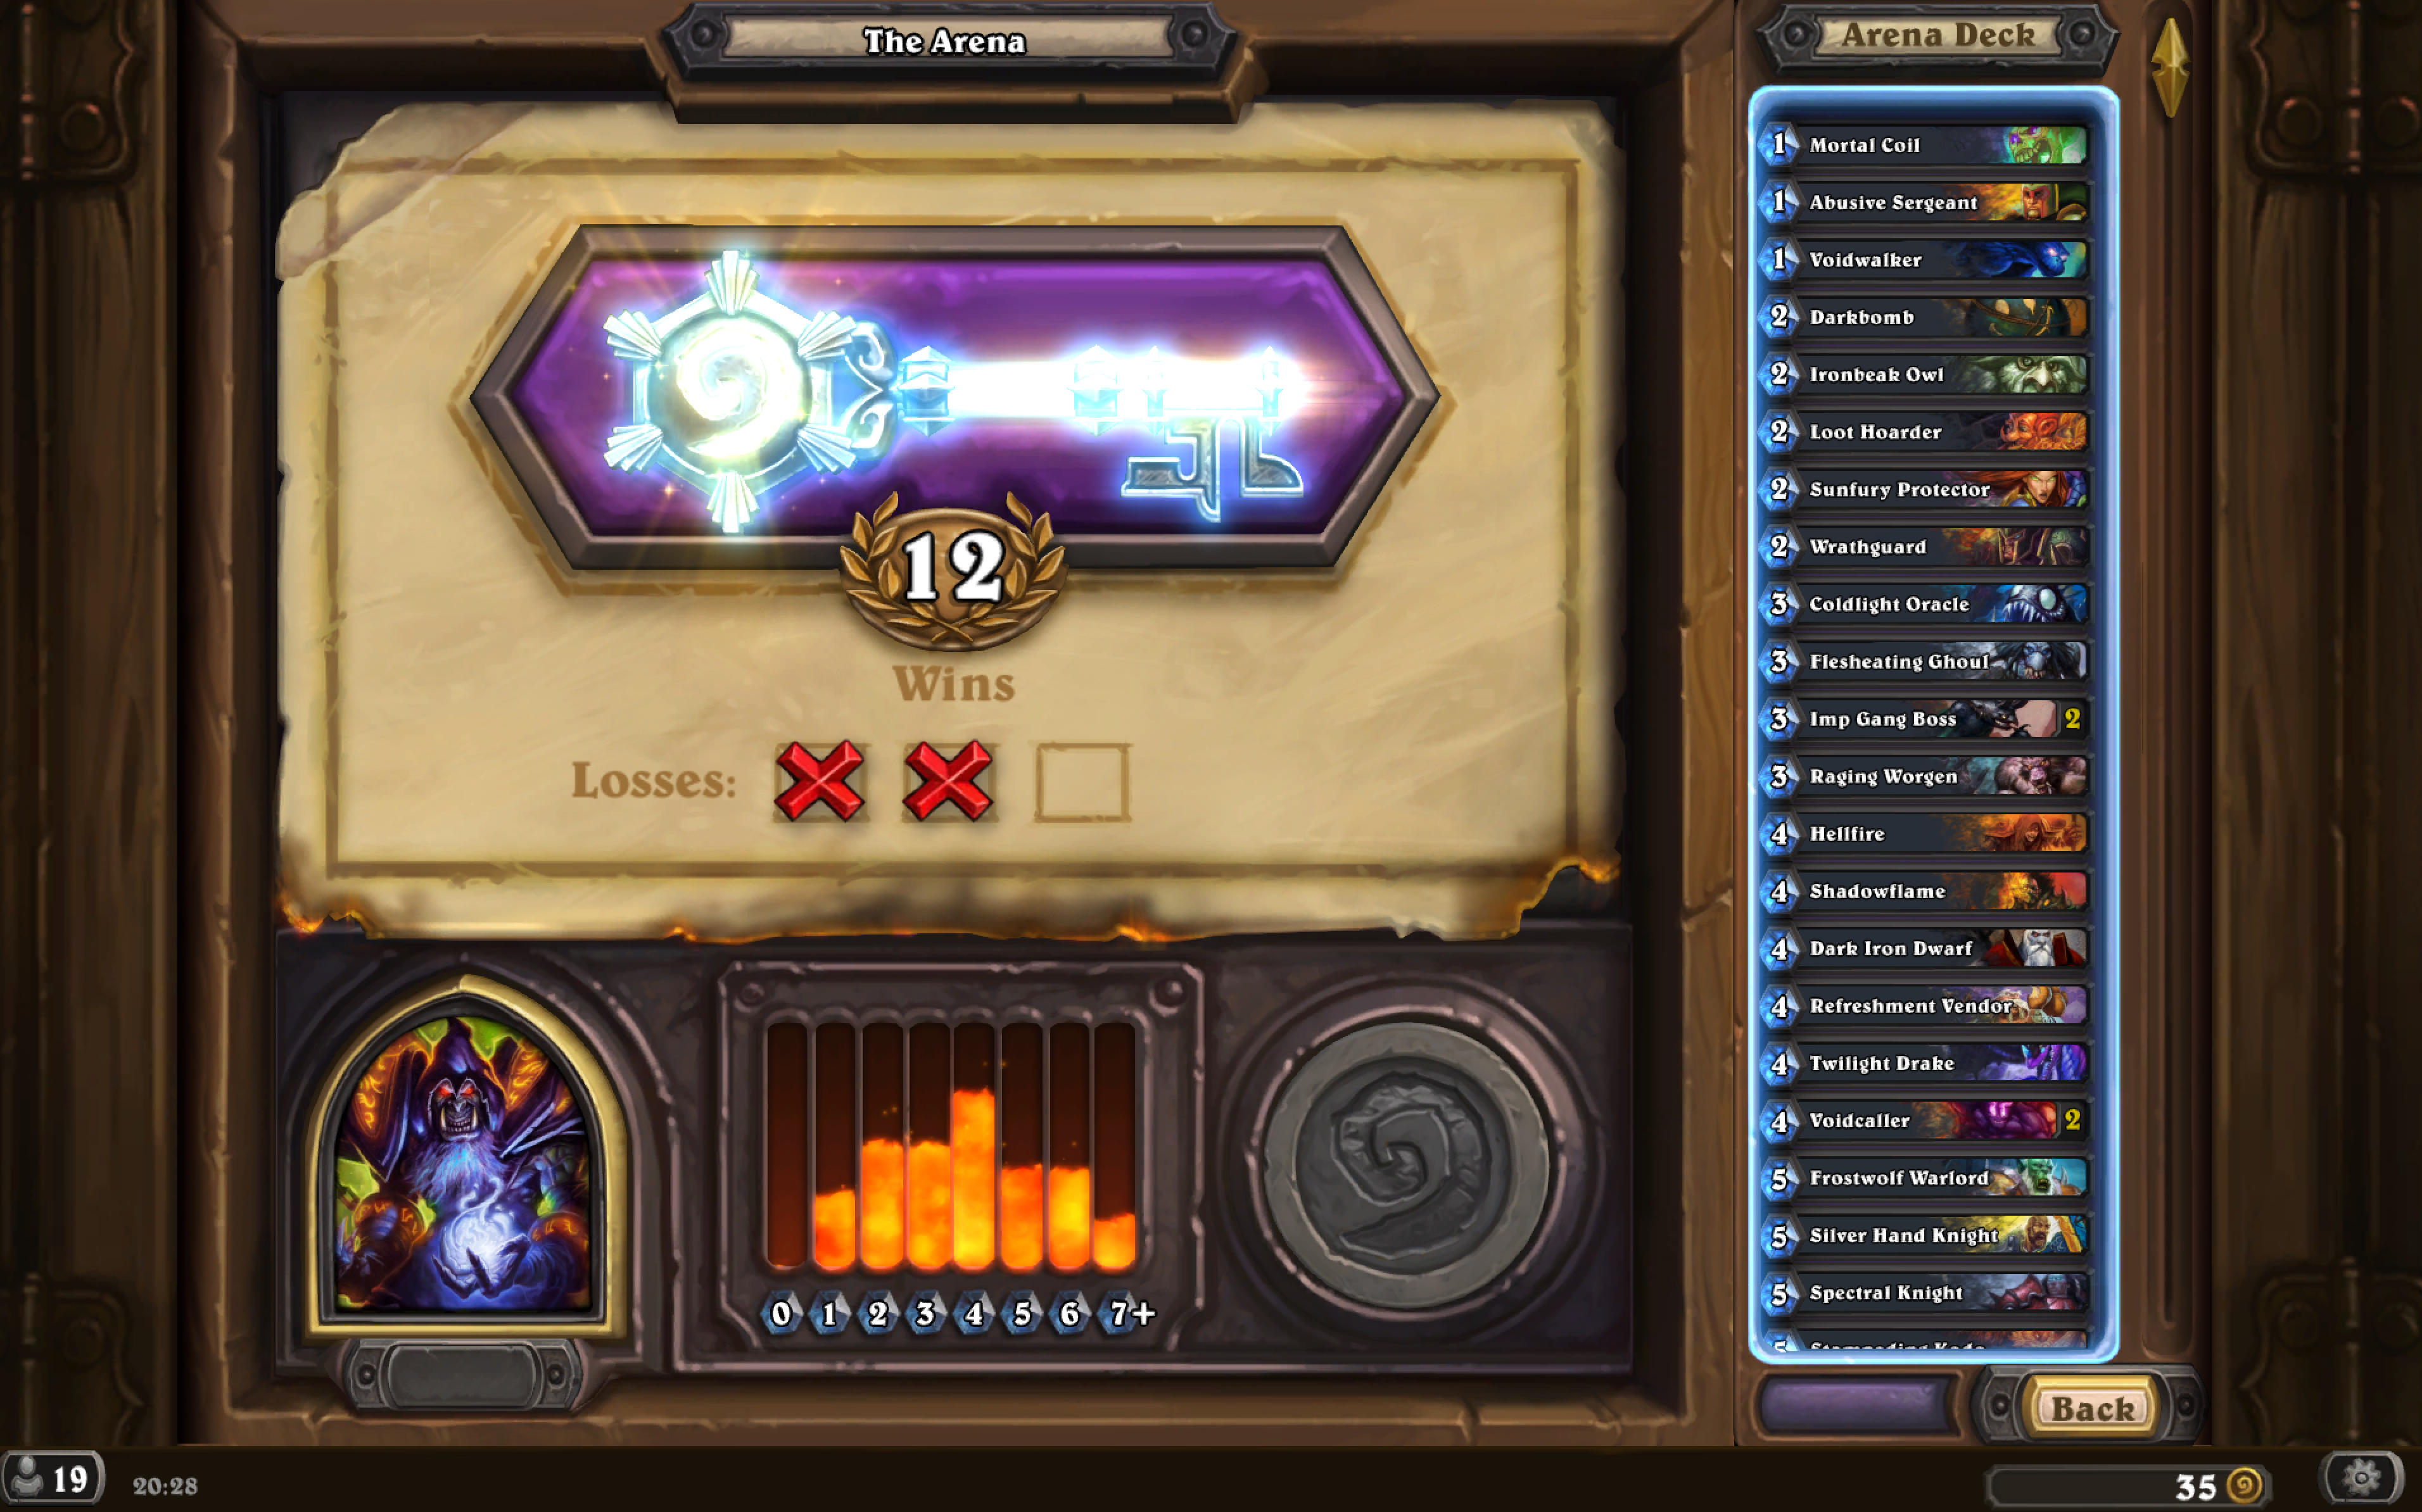 The Arena
12
Wins
Losses:
0 1 2 3 4 5 6 7+
Arena Deck
1 Mortal Coil
1 Abusive Sergeant
1 Voidwalker
2 Darkbomb
2 Ironbeak Owl
2 Loot Hoarder
2 Sunfury Protector
2 Wrathguard
3 Coldlight Oracle
3 Flesheating Ghoul
3 Imp Gang Boss 2
3 Raging Worgen
4 Hellfire
4 Shadowflame
4 Dark Iron Dwarf
4 Refreshment Vendor
4 Twilight Drake
4 Voidcaller 2
5 Frostwolf Warlord
5 Silver Hand Knight
5 Spectral Knight
5
Back
19
20:28
35